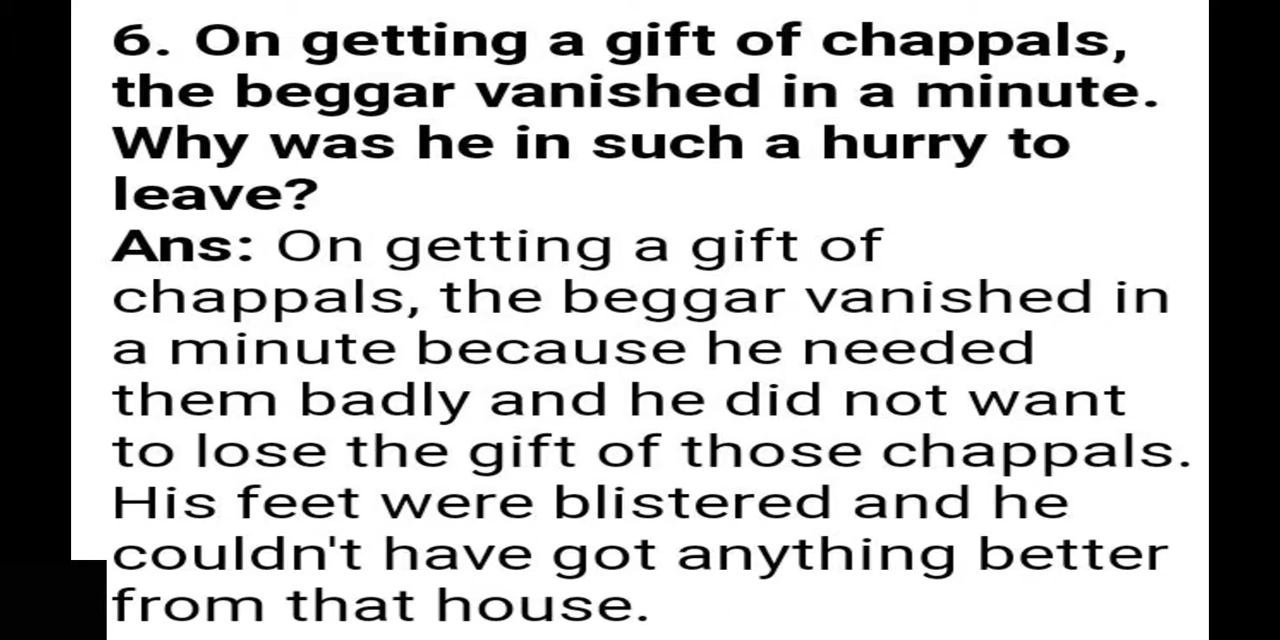 6. On getting a gift of chappals,
the beggar vanished in a minute.
Why was he in such a hurry to
leave?
Ans: On getting a gift of
chappals, the beggar vanished in
a minute because he needed
them badly and he did not want
to lose the gift of those chappals.
His feet were blistered and he
couldn't have got anything better
from that house.